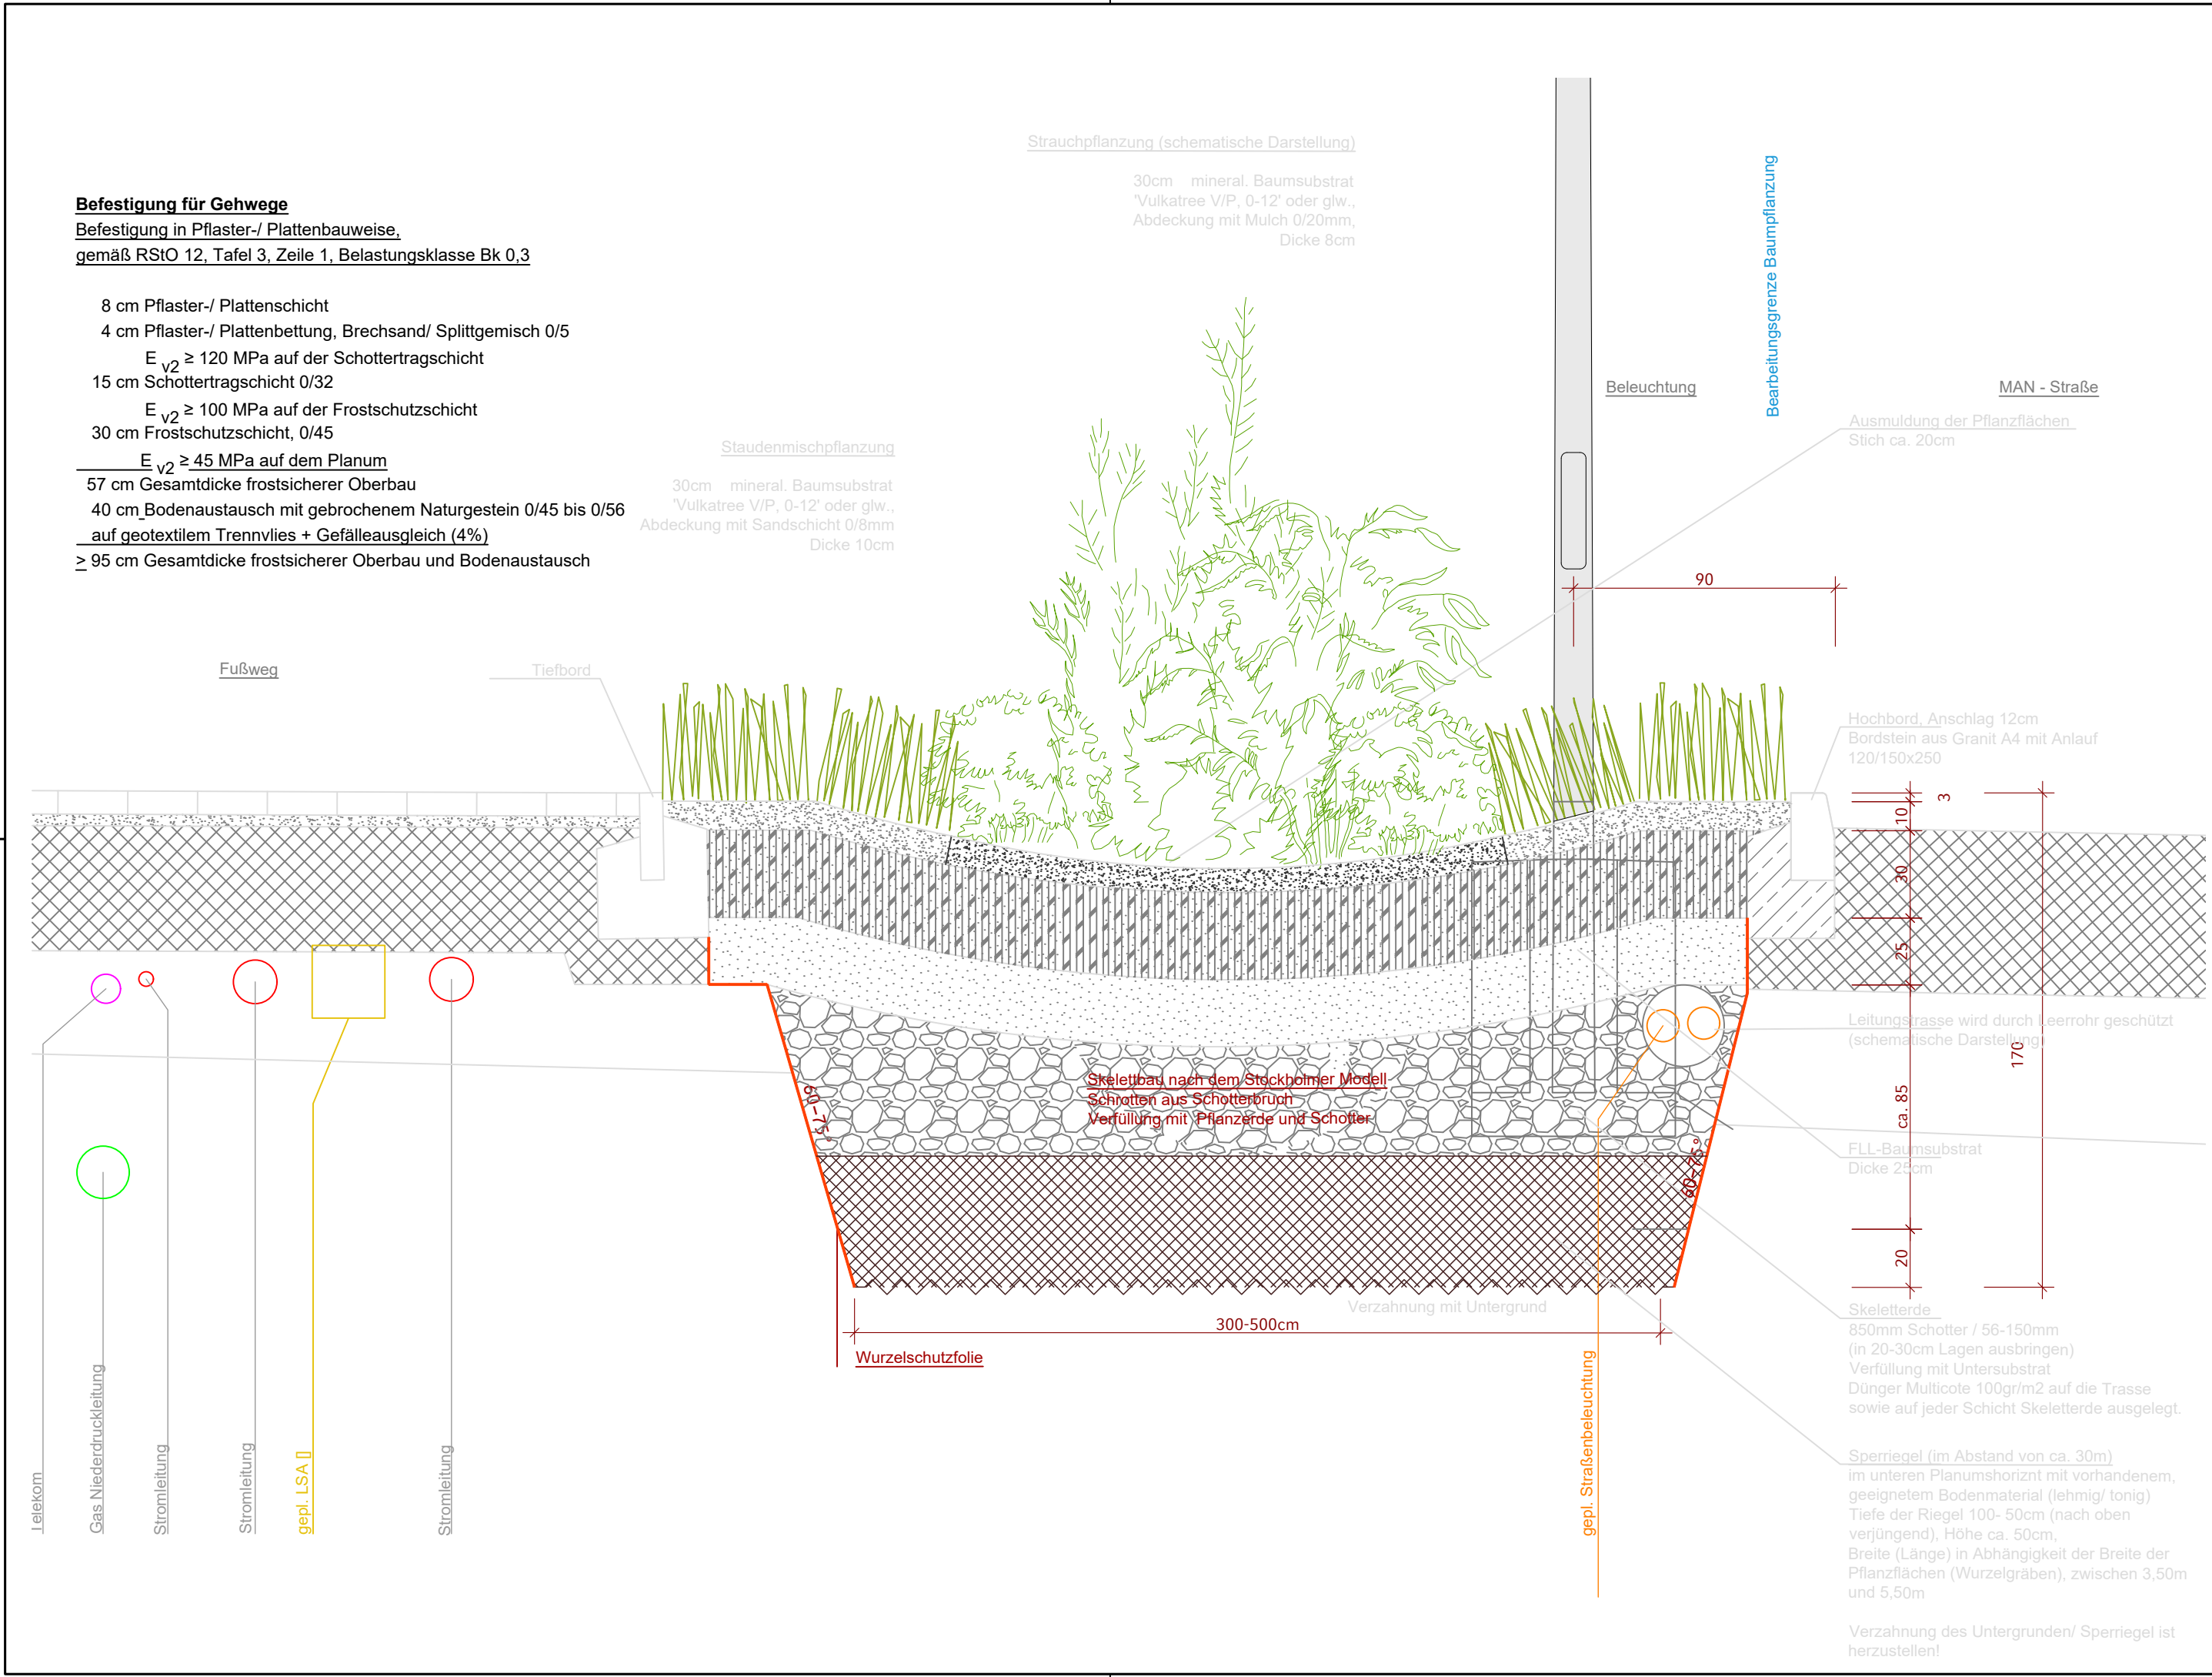 Befestigung für Gehwege
Befestigung in Pflaster-/ Plattenbauweise,
gemäß RStO 12, Tafel 3, Zeile 1, Belastungsklasse Bk 0,3
8 cm Pflaster-/ Plattenschicht
4 cm Pflaster-/ Plattenbettung, Brechsand/ Splittgemisch 0/5
E v2 ≥ 120 MPa auf der Schottertragschicht
15 cm Schottertragschicht 0/32
E v2 ≥ 100 MPa auf der Frostschutzschicht
30 cm Frostschutzschicht, 0/45
E v2 ≥ 45 MPa auf dem Planum
57 cm Gesamtdicke frostsicherer Oberbau
40 cm Bodenaustausch mit gebrochenem Naturgestein 0/45 bis 0/56
auf geotextilem Trennvlies + Gefälleausgleich (4%)
≥ 95 cm Gesamtdicke frostsicherer Oberbau und Bodenaustausch
Strauchpflanzung (schematische Darstellung)
30cm mineral. Baumsubstrat
'Vulkatree V/P, 0-12' oder glw.,
Abdeckung mit Mulch 0/20mm,
Dicke 8cm
Staudenmischpflanzung
30cm mineral. Baumsubstrat
'Vulkatree V/P, 0-12' oder glw.,
Abdeckung mit Sandschicht 0/8mm
Dicke 10cm
Bearbeitungsgrenze Baumpflanzung
Beleuchtung
MAN - Straße
Ausmuldung der Pflanzflächen
Stich ca. 20cm
90
Fußweg
Tiefbord
Hochbord, Anschlag 12cm
Bordstein aus Granit A4 mit Anlauf
120/150x250
3
10
30
25
ca. 85
20
170
Leitungstrasse wird durch Leerrohr geschützt
(schematische Darstellung)
Skelettbau nach dem Stockholmer Modell
Schrotten aus Schotterbruch
Verfüllung mit Pflanzerde und Schotter
60-75°
60-75°
FLL-Baumsubstrat
Dicke 25cm
Verzahnung mit Untergrund
300-500cm
Wurzelschutzfolie
Skeletterde
850mm Schotter / 56-150mm
(in 20-30cm Lagen ausbringen)
Verfüllung mit Untersubstrat
Dünger Multicote 100gr/m2 auf die Trasse
sowie auf jeder Schicht Skeletterde ausgelegt.
Sperriegel (im Abstand von ca. 30m)
im unteren Planumshoriznt mit vorhandenem,
geeignetem Bodenmaterial (lehmig/ tonig)
Tiefe der Riegel 100- 50cm (nach oben
verjüngend), Höhe ca. 50cm,
Breite (Länge) in Abhängigkeit der Breite der
Pflanzflächen (Wurzelgräben), zwischen 3,50m
und 5,50m
Verzahnung des Untergrunden/ Sperriegel ist
herzustellen!
Telekom
Gas Niederdruckleitung
Stromleitung
Stromleitung
gepl. LSA []
Stromleitung
gepl. Straßenbeleuchtung